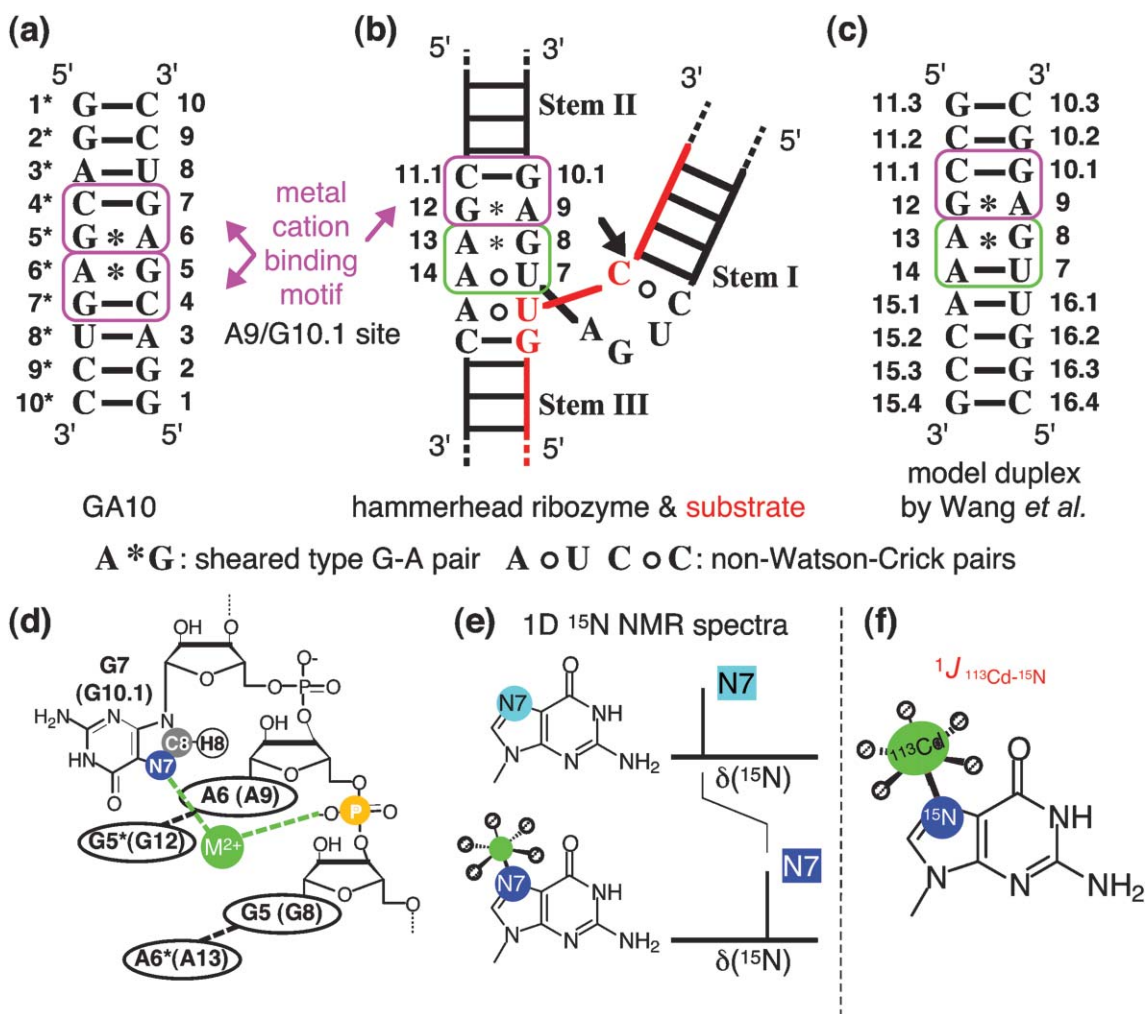 (a)
5' 3'
1* G C 10
2* G C 9
3* A U 8
4* C G 7
5* G * A 6
6* A * G 5
7* G C 4
8* U A 3
9* C G 2
10* C G 1
3' 5'
GA10
metal
cation
binding
motif
A9/G10.1 site
(b)
5' 3'
Stem II
11.1 C G 10.1
12 G * A 9
13 A * G 8
14 A U 7
A U
C G
Stem III
3' 5'
3'
5'
C C
Stem I
A G U
hammerhead ribozyme & substrate
(c)
5' 3'
11.3 G C 10.3
11.2 C G 10.2
11.1 C G 10.1
12 G * A 9
13 A * G 8
14 A U 7
15.1 A U 16.1
15.2 C G 16.2
15.3 C G 16.3
15.4 G C 16.4
3' 5'
model duplex
by Wang et al.
A * G : sheared type G-A pair A o U C o C : non-Watson-Crick pairs
(d)
OH O
G7
(G10.1)
O-
O P O
H2N N N
C8 H8
HN N7
O
OH O
A6 (A9)
O
O P O
G5* (G12)
M2+
OH O
O
G5 (G8)
A6*(A13)
(e) 1D 15N NMR spectra
N7 O NH
N N NH2
N7
δ(15N)
N7 O NH
N N NH2
N7
δ(15N)
(f)
1J 113Cd-15N
113Cd
15N
O
NH
N N NH2